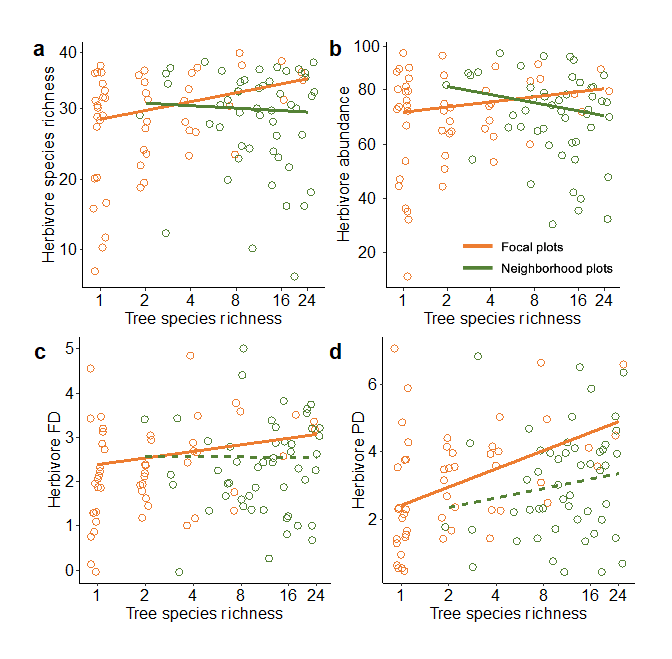 a
Herbivore species richness
40
30
20
10
1 2 4 8 16 24
Tree species richness
b
Herbivore abundance
100
80
60
40
20
Focal plots
Neighborhood plots
1 2 4 8 16 24
Tree species richness
c
Herbivore FD
5
4
3
2
1
0
1 2 4 8 16 24
Tree species richness
d
Herbivore PD
6
4
2
1 2 4 8 16 24
Tree species richness